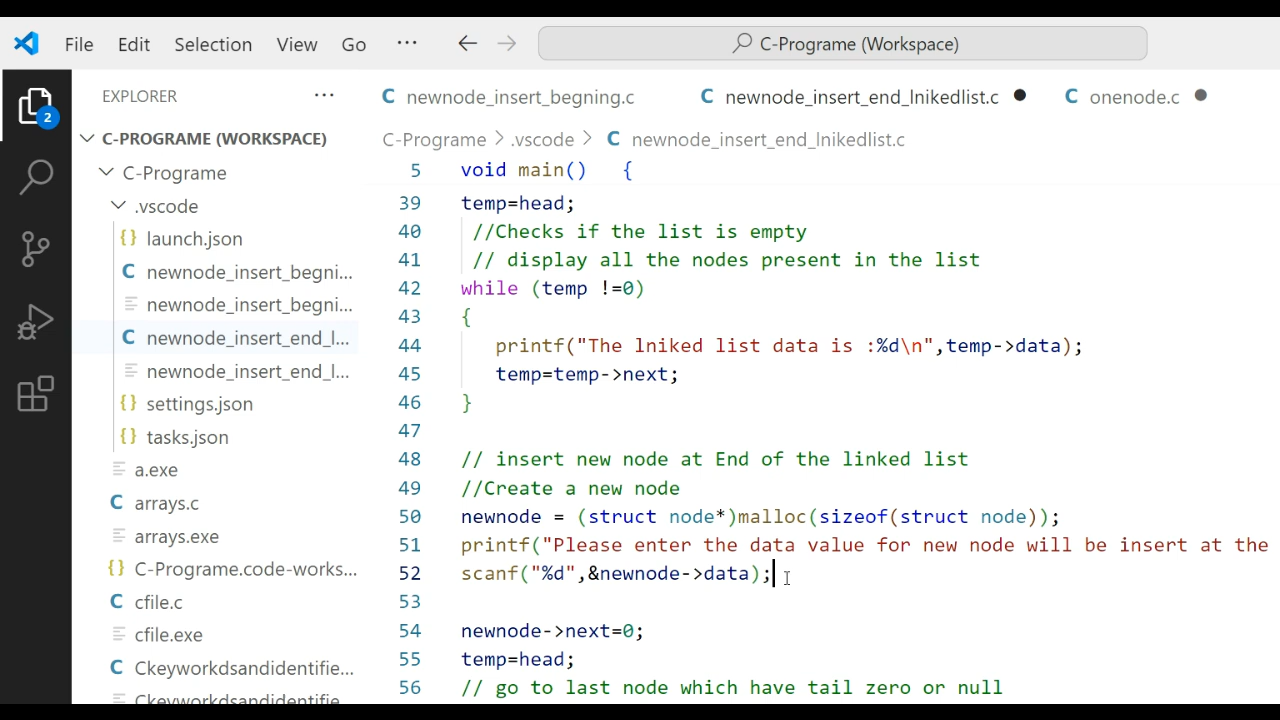 File Edit Selection View Go ··· ← → C-Programe (Workspace)
EXPLORER ···
newnode_insert_begning.c
newnode_insert_end_lnikedlist.c
onenode.c
2
C-PROGRAME (WORKSPACE)
C-Programe > .vscode > C newnode_insert_end_lnikedlist.c
C-Programe
.vscode
{} launch.json
C newnode_insert_begni...
newnode_insert_begni...
C newnode_insert_end_l...
newnode_insert_end_l...
{} settings.json
{} tasks.json
a.exe
C arrays.c
arrays.exe
{} C-Programe.code-works...
C cfile.c
cfile.exe
C Ckeyworkdsandidentifie...
Ckeyworkdsandidentifie
5 void main() {
39 temp=head;
40 //Checks if the list is empty
41 // display all the nodes present in the list
42 while (temp !=0)
43 {
44 printf("The lniked list data is :%d\n",temp->data);
45 temp=temp->next;
46 }
47
48 // insert new node at End of the linked list
49 //Create a new node
50 newnode = (struct node*)malloc(sizeof(struct node));
51 printf("Please enter the data value for new node will be insert at the
52 scanf("%d",&newnode->data);
53
54 newnode->next=0;
55 temp=head;
56 // go to last node which have tail zero or null